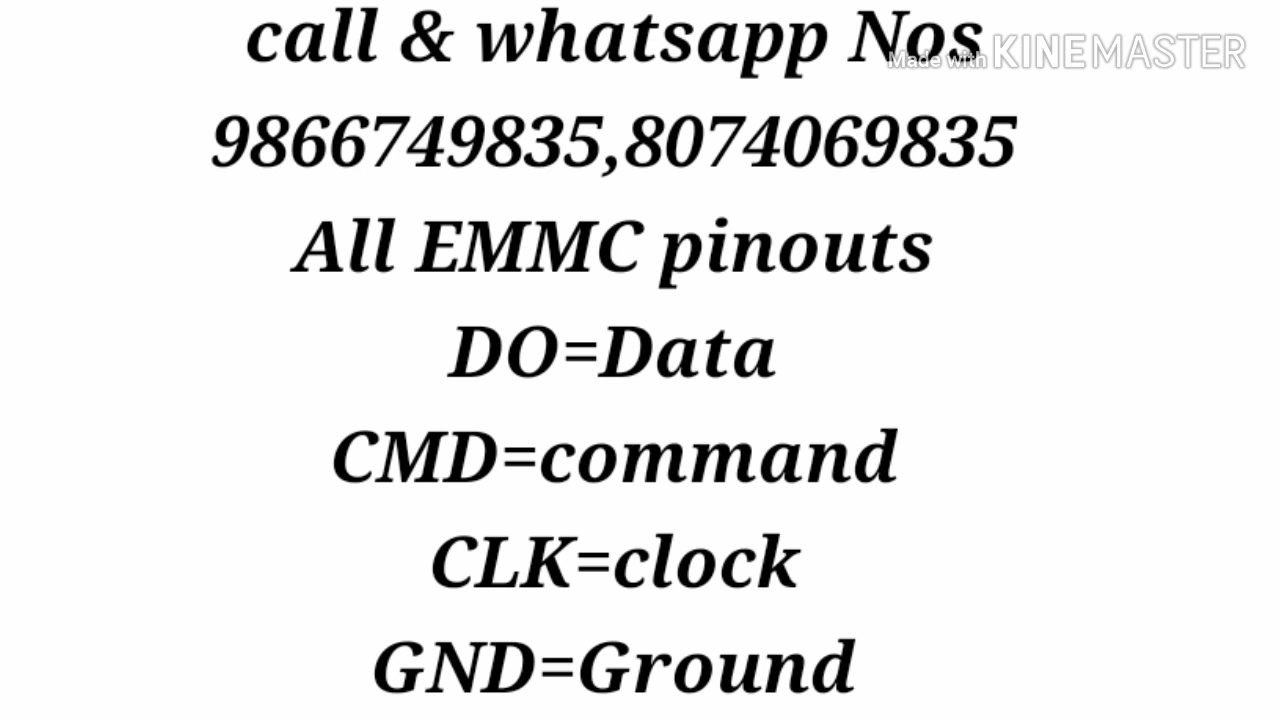 call & whatsapp Nos
Made with KINEMASTER
9866749835,8074069835
All EMMC pinouts
DO=Data
CMD=command
CLK=clock
GND=Ground